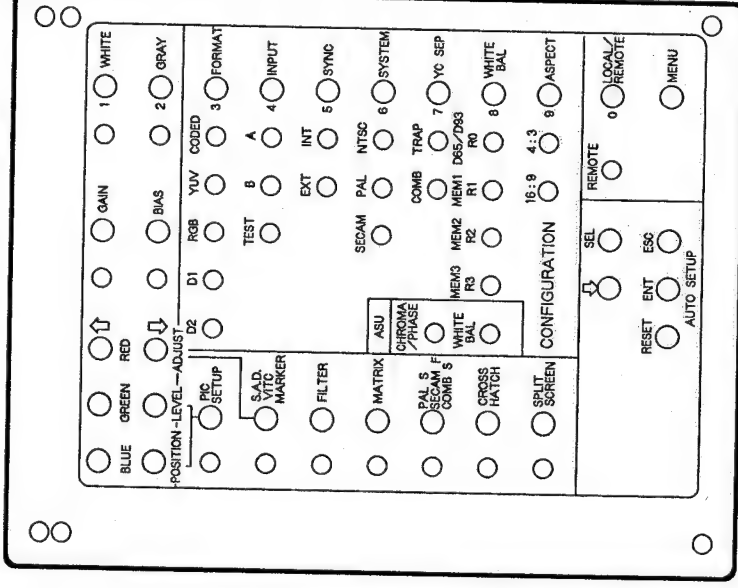 GAIN 1 WHITE
BLUE GREEN RED ⇧
BIAS 2 GRAY
POSITION - LEVEL - ADJUST ⇩
PIC
SETUP
D2 D1 RGB YUV CODED 3 FORMAT
S.A.D.
VITC
MARKER
TEST B A 4 INPUT
FILTER
EXT INT 5 SYNC
MATRIX
ASU
SECAM PAL NTSC 6 SYSTEM
PAL S
SECAM F
COMB S
CHROMA
/PHASE
COMB TRAP 7 YC SEP
CROSS
HATCH
WHITE
BAL
MEM3 MEM2 MEM1 D65/D93
R3 R2 R1 R0
8 WHITE
BAL
SPLIT
SCREEN
CONFIGURATION
16:9 4:3 9 ASPECT
⇩ SEL
REMOTE
0 LOCAL/
REMOTE
RESET ENT ESC
MENU
AUTO SETUP